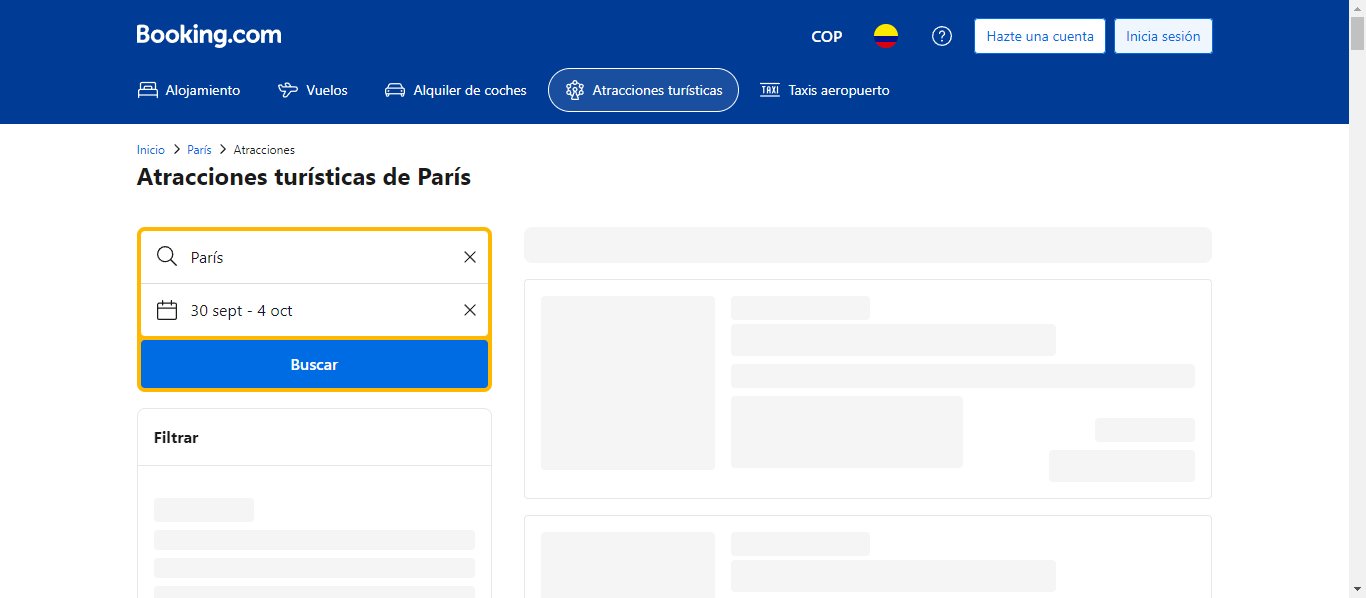 Booking.com
COP
Hazte una cuenta
Inicia sesión
Alojamiento
Vuelos
Alquiler de coches
Atracciones turísticas
TAXI
Taxis aeropuerto
Inicio
París
Atracciones
Atracciones turísticas de París
París
30 sept - 4 oct
Buscar
Filtrar